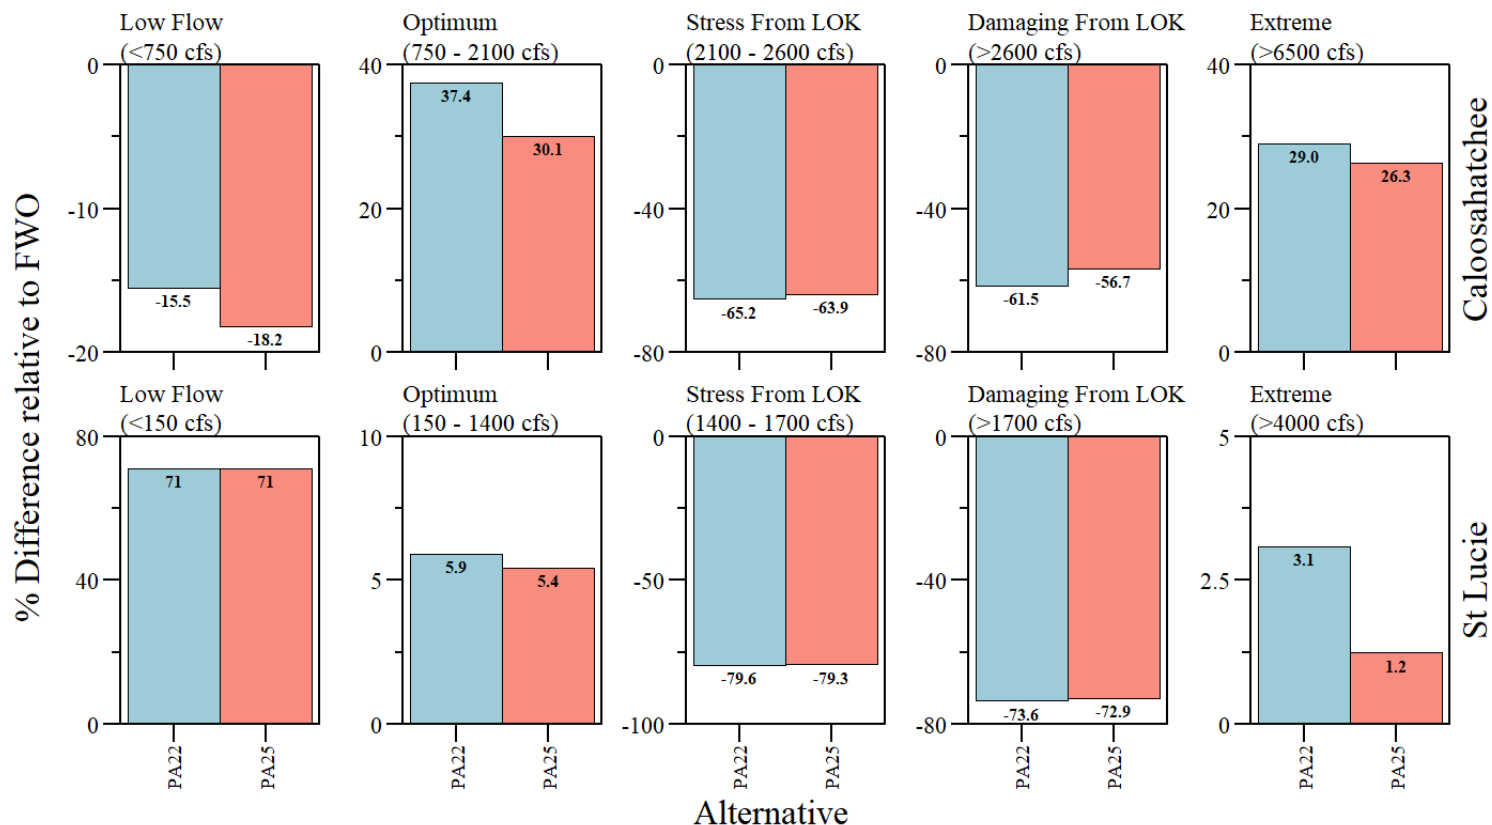 Low Flow
(<750 cfs)
Optimum
(750 - 2100 cfs)
Stress From LOK
(2100 - 2600 cfs)
Damaging From LOK
(>2600 cfs)
Extreme
(>6500 cfs)
0
-10
-20
-15.5
-18.2
40
20
0
37.4
30.1
0
-40
-80
-65.2
-63.9
0
-40
-80
-61.5
-56.7
40
20
0
29.0
26.3
Caloosahatchee
% Difference relative to FWO
Low Flow
(<150 cfs)
Optimum
(150 - 1400 cfs)
Stress From LOK
(1400 - 1700 cfs)
Damaging From LOK
(>1700 cfs)
Extreme
(>4000 cfs)
80
40
0
71
71
10
5
0
5.9
5.4
0
-50
-100
-79.6
-79.3
0
-40
-80
-73.6
-72.9
5
2.5
0
3.1
1.2
St Lucie
PA22
PA25
PA22
PA25
PA22
PA25
PA22
PA25
PA22
PA25
Alternative